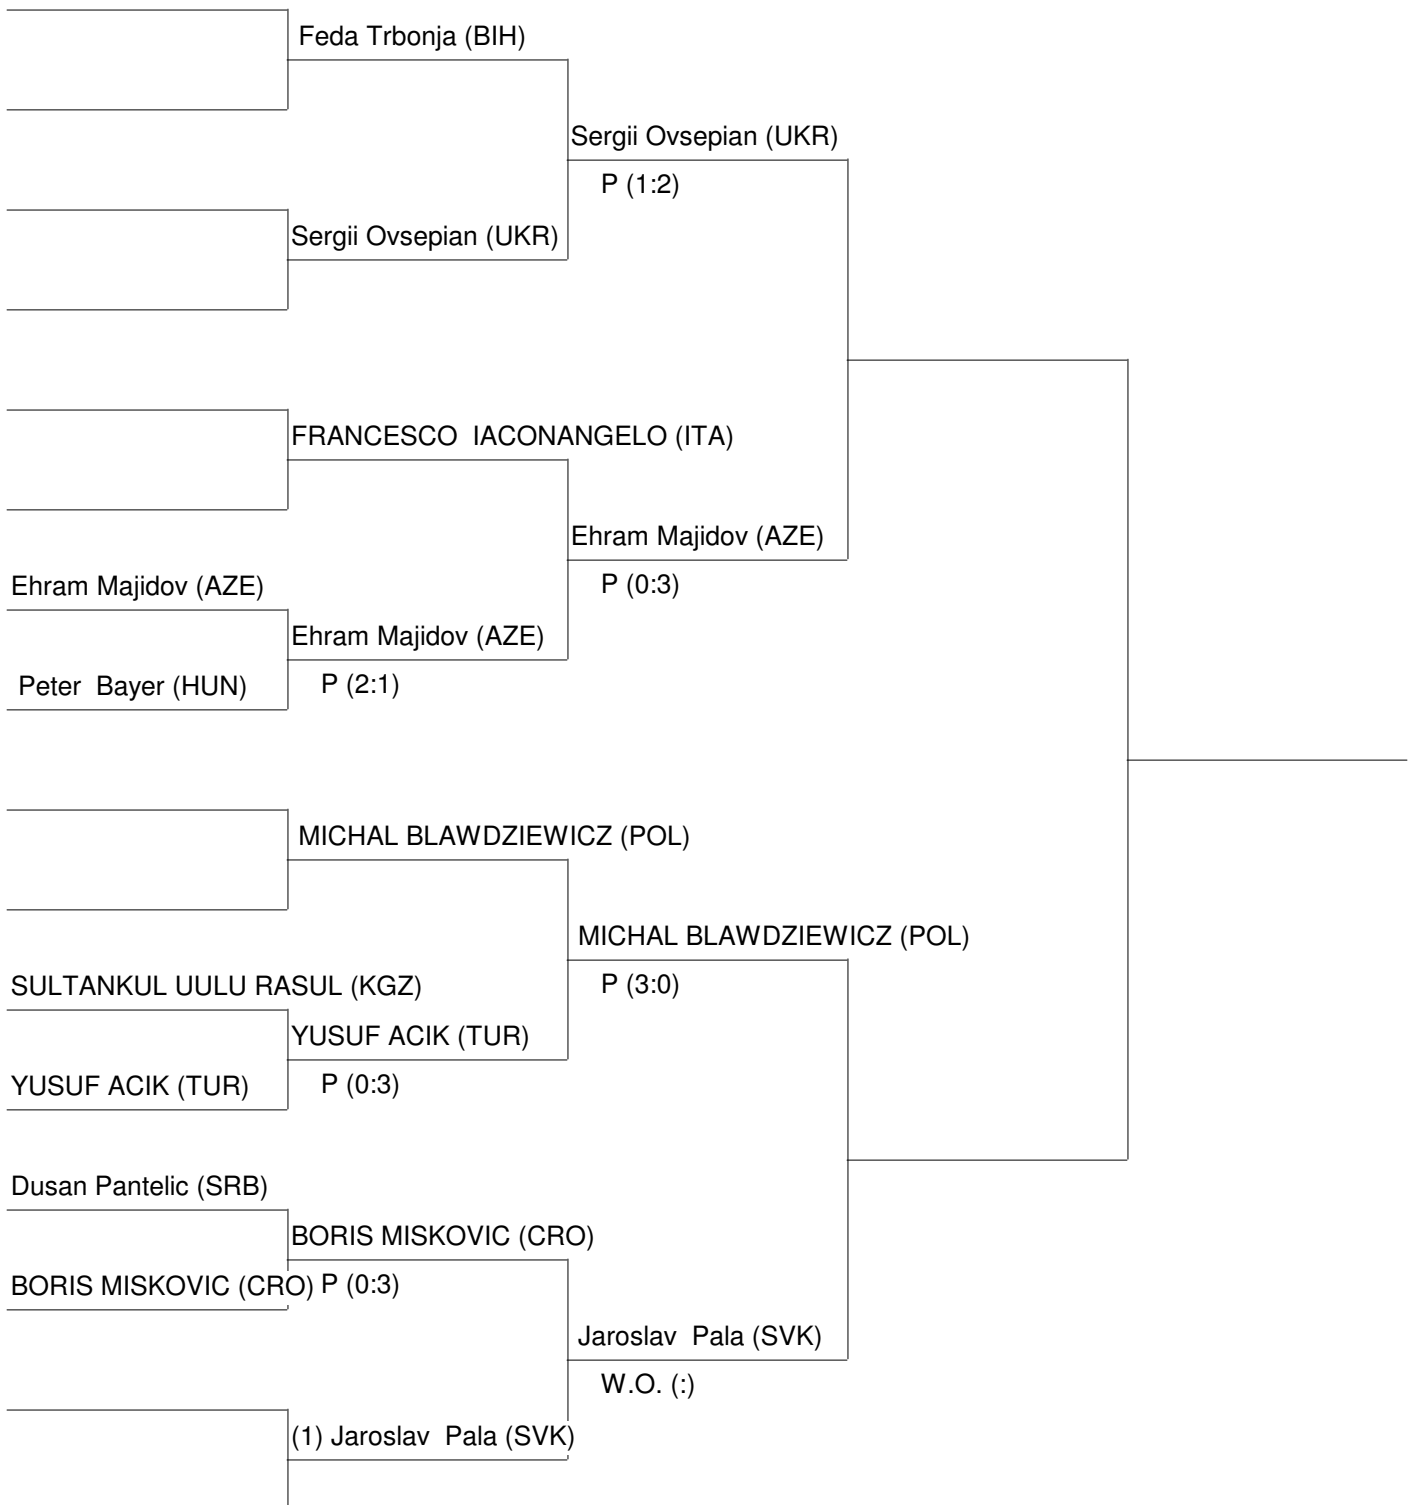 Feda Trbonja (BIH)
Sergii Ovsepian (UKR)
P (1:2)
Sergii Ovsepian (UKR)
FRANCESCO  IACONANGELO (ITA)
Ehram Majidov (AZE)
Ehram Majidov (AZE)
P (0:3)
Ehram Majidov (AZE)
Peter  Bayer (HUN)
P (2:1)
MICHAL BLAWDZIEWICZ (POL)
MICHAL BLAWDZIEWICZ (POL)
SULTANKUL UULU RASUL (KGZ)
P (3:0)
YUSUF ACIK (TUR)
YUSUF ACIK (TUR)
P (0:3)
Dusan Pantelic (SRB)
BORIS MISKOVIC (CRO)
BORIS MISKOVIC (CRO)
P (0:3)
Jaroslav  Pala (SVK)
W.O. (:)
(1) Jaroslav  Pala (SVK)